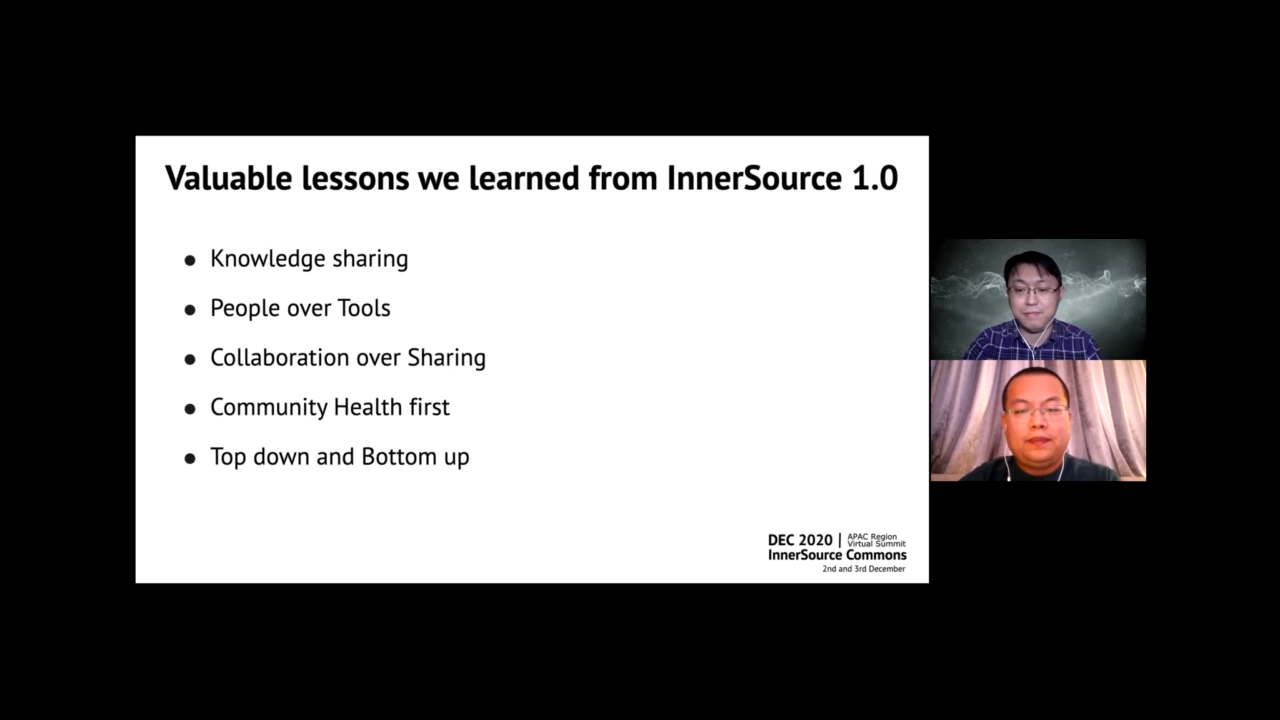 Valuable lessons we learned from InnerSource 1.0
● Knowledge sharing
● People over Tools
● Collaboration over Sharing
● Community Health first
● Top down and Bottom up
DEC 2020 | APAC Region
Virtual Summit
InnerSource Commons
2nd and 3rd December